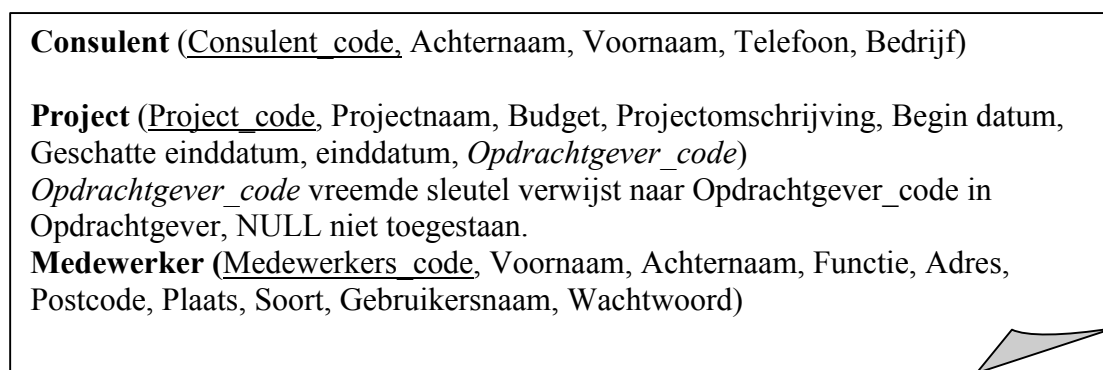 Consulent (Consulent_code, Achternaam, Voornaam, Telefoon, Bedrijf)
Project (Project_code, Projectnaam, Budget, Projectomschrijving, Begin datum,
Geschatte einddatum, einddatum, Opdrachtgever_code)
Opdrachtgever_code vreemde sleutel verwijst naar Opdrachtgever_code in
Opdrachtgever, NULL niet toegestaan.
Medewerker (Medewerkers_code, Voornaam, Achternaam, Functie, Adres,
Postcode, Plaats, Soort, Gebruikersnaam, Wachtwoord)